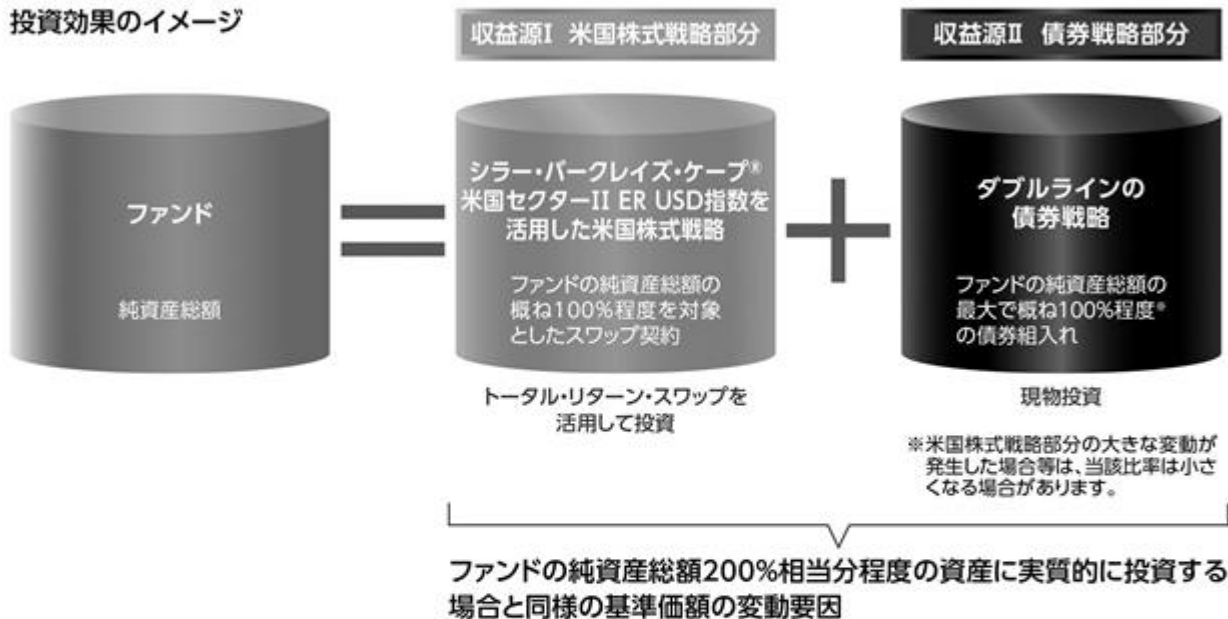 投資効果のイメージ
収益源Ⅰ 米国株式戦略部分
収益源Ⅱ 債券戦略部分
ファンド
純資産総額
シラー・バークレイズ・ケープ®
米国セクターII ER USD指数を
活用した米国株式戦略
ファンドの純資産総額の
概ね100%程度を対象
としたスワップ契約
トータル・リターン・スワップを
活用して投資
ダブルラインの
債券戦略
ファンドの純資産総額の
最大で概ね100%程度※
の債券組入れ
現物投資
※米国株式戦略部分の大きな変動が
発生した場合等は、当該比率は小さ
くなる場合があります。
ファンドの純資産総額200%相当分程度の資産に実質的に投資する
場合と同様の基準価額の変動要因